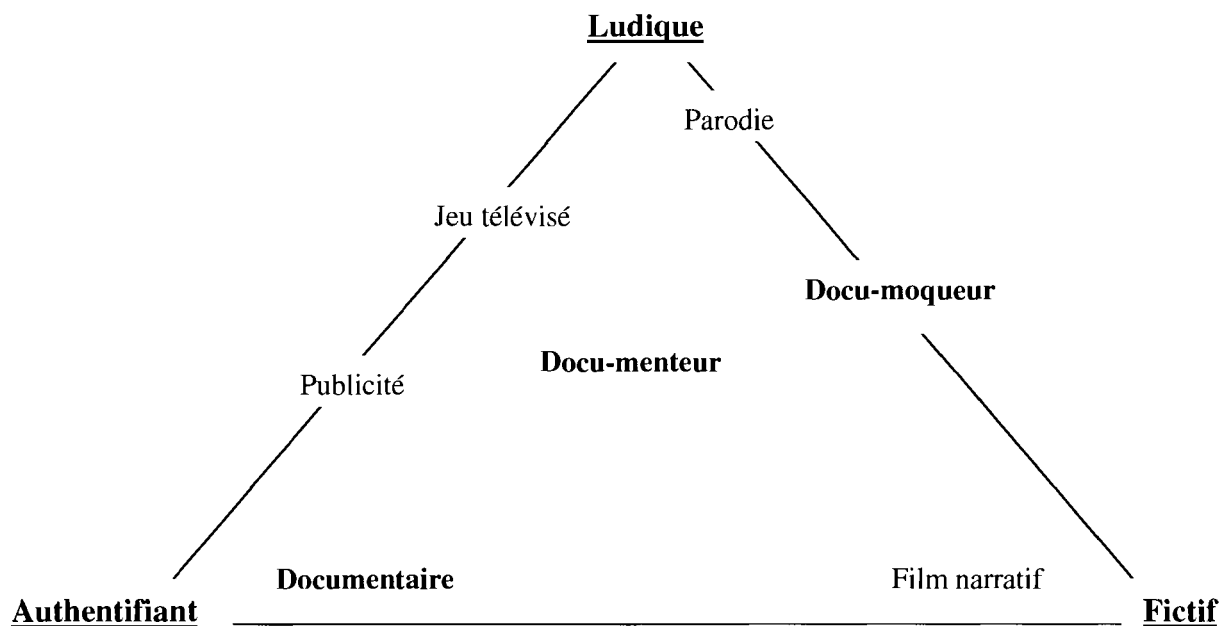 Ludique
Parodie
Jeu télévisé
Docu-moqueur
Docu-menteur
Publicité
Documentaire
Film narratif
Authentifiant
Fictif